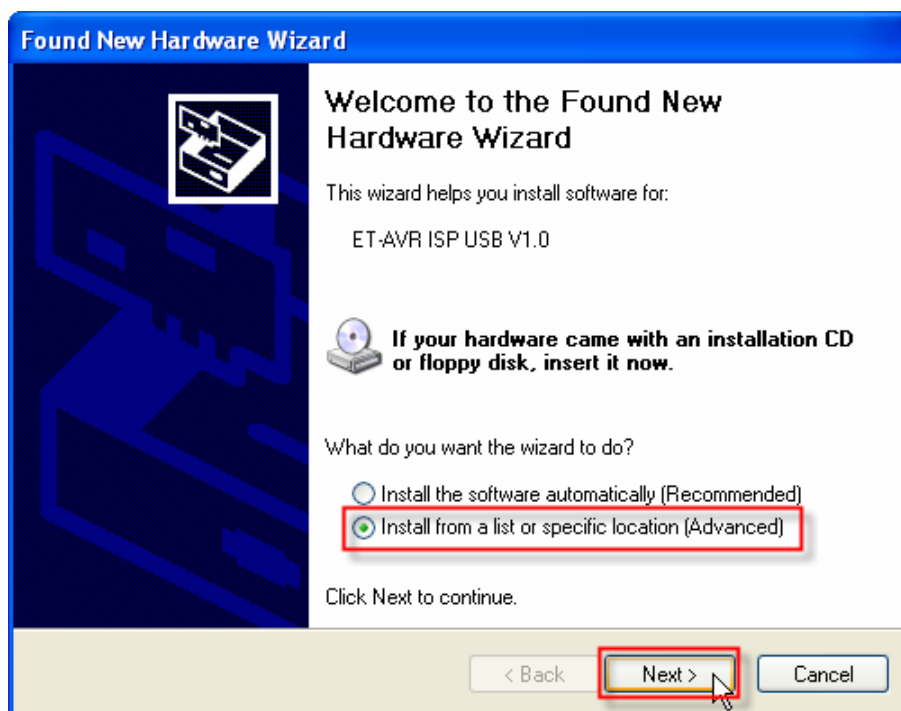 Found New Hardware Wizard
Welcome to the Found New
Hardware Wizard
This wizard helps you install software for:
ET-AVR ISP USB V1.0
If your hardware came with an installation CD
or floppy disk, insert it now.
What do you want the wizard to do?
Install the software automatically (Recommended)
Install from a list or specific location (Advanced)
Click Next to continue.
< Back
Next >
Cancel